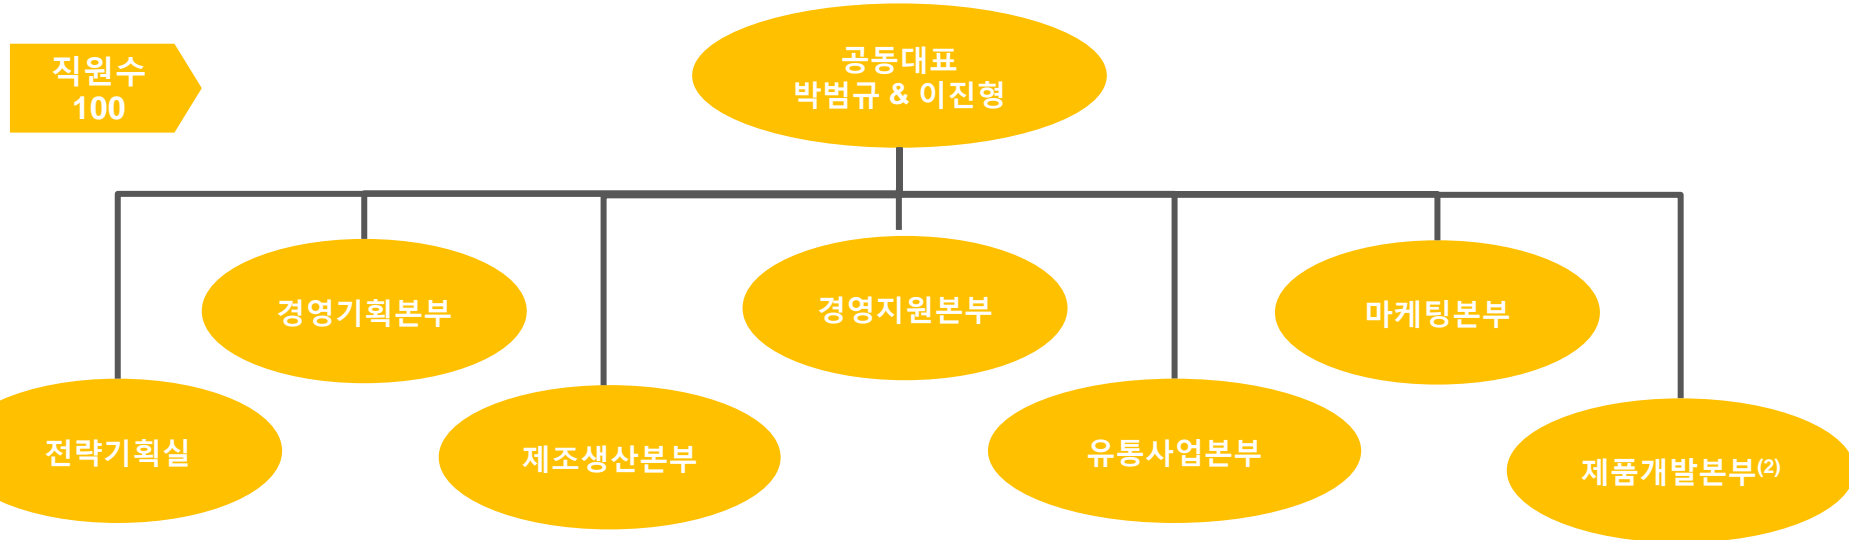 직원수
100
공동대표
박범규 & 이진형
경영기획본부
경영지원본부
마케팅본부
전략기획실
제조생산본부
유통사업본부
제품개발본부(2)